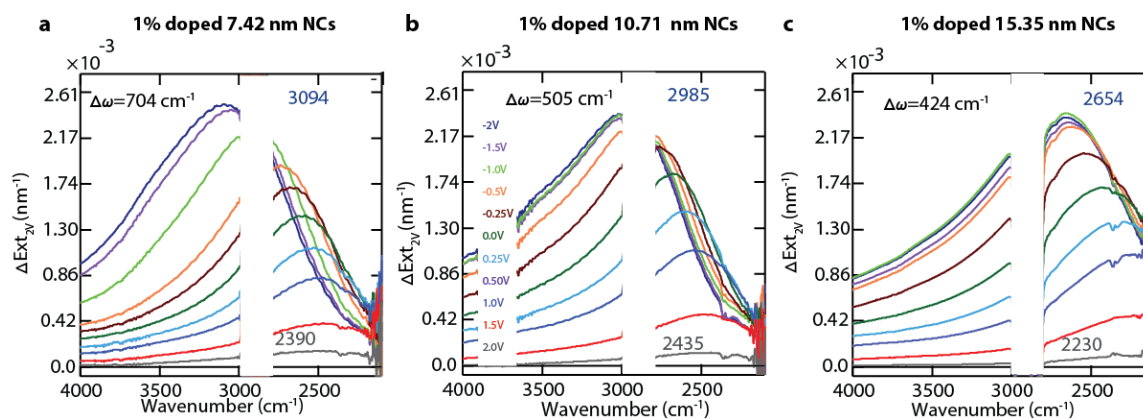 a 1% doped 7.42 nm NCs
×10⁻³
ΔExt2V(nm⁻¹)
2.61
2.17
1.74
1.30
0.86
0.42
0.0
Δω=704 cm⁻¹
3094
2390
4000 3500 3000 2500
Wavenumber (cm⁻¹)
b 1% doped 10.71 nm NCs
×10⁻³
ΔExt2V(nm⁻¹)
2.61
2.17
1.74
1.30
0.86
0.42
0.0
Δω=505 cm⁻¹
2985
-2V
-1.5V
-1.0V
-0.5V
-0.25V
0.0V
0.25V
0.50V
1.0V
1.5V
2.0V
2435
4000 3500 3000 2500
Wavenumber (cm⁻¹)
c 1% doped 15.35 nm NCs
×10⁻³
ΔExt2V(nm⁻¹)
2.61
2.17
1.74
1.30
0.86
0.42
0.0
Δω=424 cm⁻¹
2654
2230
4000 3500 3000 2500
Wavenumber (cm⁻¹)